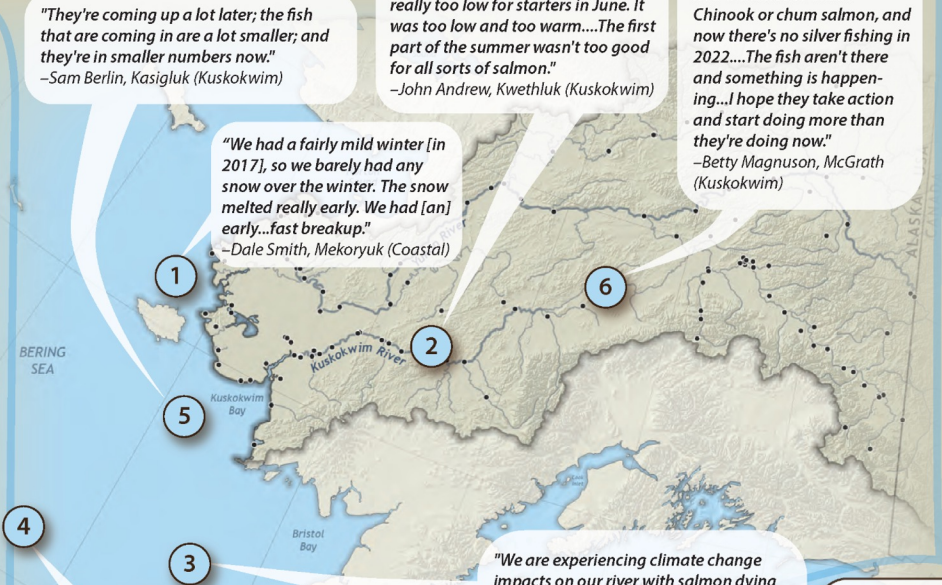 "They're coming up a lot later; the fish
that are coming in are a lot smaller; and
they're in smaller numbers now."
–Sam Berlin, Kasigluk (Kuskokwim)
really too low for starters in June. It
was too low and too warm....The first
part of the summer wasn't too good
for all sorts of salmon."
–John Andrew, Kwethluk (Kuskokwim)
Chinook or chum salmon, and
now there's no silver fishing in
2022....The fish aren't there
and something is happen-
ing...I hope they take action
and start doing more than
they're doing now."
–Betty Magnuson, McGrath
(Kuskokwim)
“We had a fairly mild winter [in
2017], so we barely had any
snow over the winter. The snow
melted really early. We had [an]
early...fast breakup."
–Dale Smith, Mekoryuk (Coastal)
River
ALASKA
1
6
2
BERING
SEA
Kuskokwim River
Kuskokwim
Bay
5
4
Bristol
Bay
3
"We are experiencing climate change
impacts on our river with salmon dying